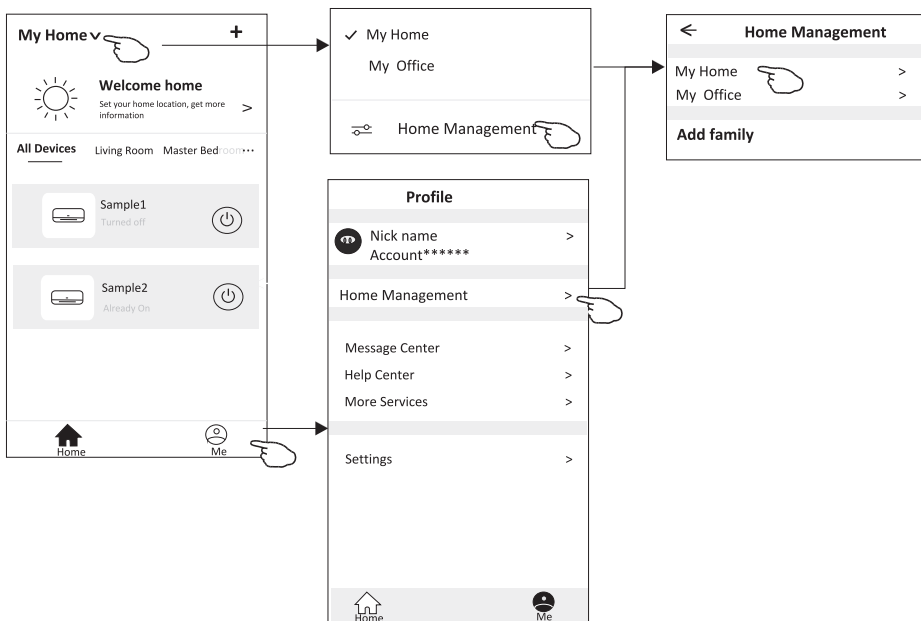 My Home
+
Welcome home
Set your home location, get more
information
>
All Devices Living Room Master Bedroom...
Sample1
Turned off
Sample2
Already On
Home Me
My Home
My Office
Home Management
Profile
Nick name >
Account******
Home Management >
Message Center >
Help Center >
More Services >
Settings >
Home Me
Home Management
My Home >
My Office >
Add family